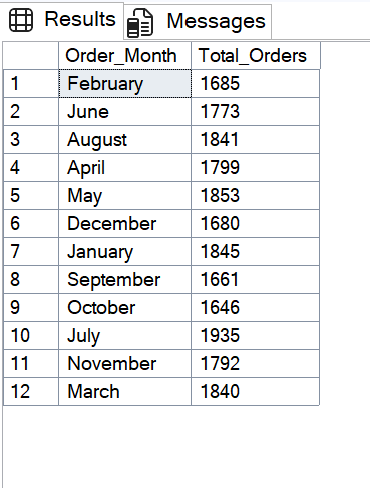 Results Messages
Order_Month Total_Orders
1 February 1685
2 June 1773
3 August 1841
4 April 1799
5 May 1853
6 December 1680
7 January 1845
8 September 1661
9 October 1646
10 July 1935
11 November 1792
12 March 1840